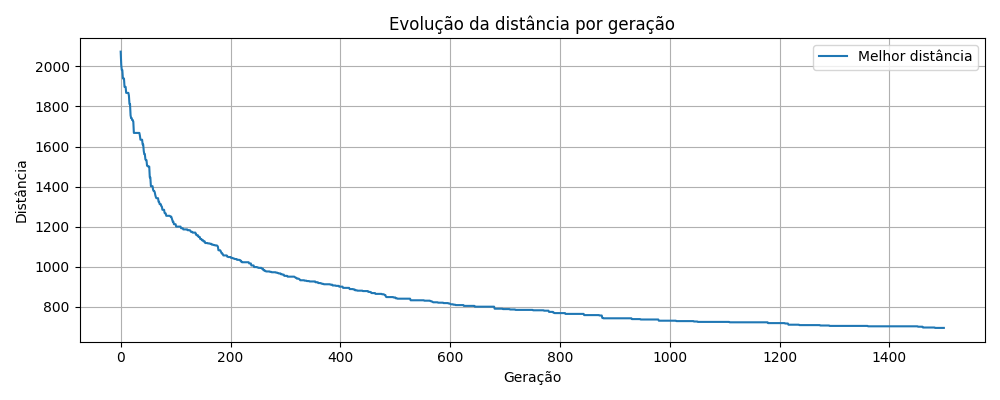 Evolução da distância por geração
Melhor distância
2000
1800
1600
1400
1200
1000
800
Distância
0 200 400 600 800 1000 1200 1400
Geração